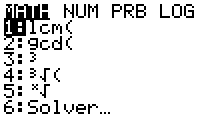 MATH NUM PRB LOG
1:lcm(
2:gcd(
3:³
4:³√(
5:ˣ√
6:Solver…